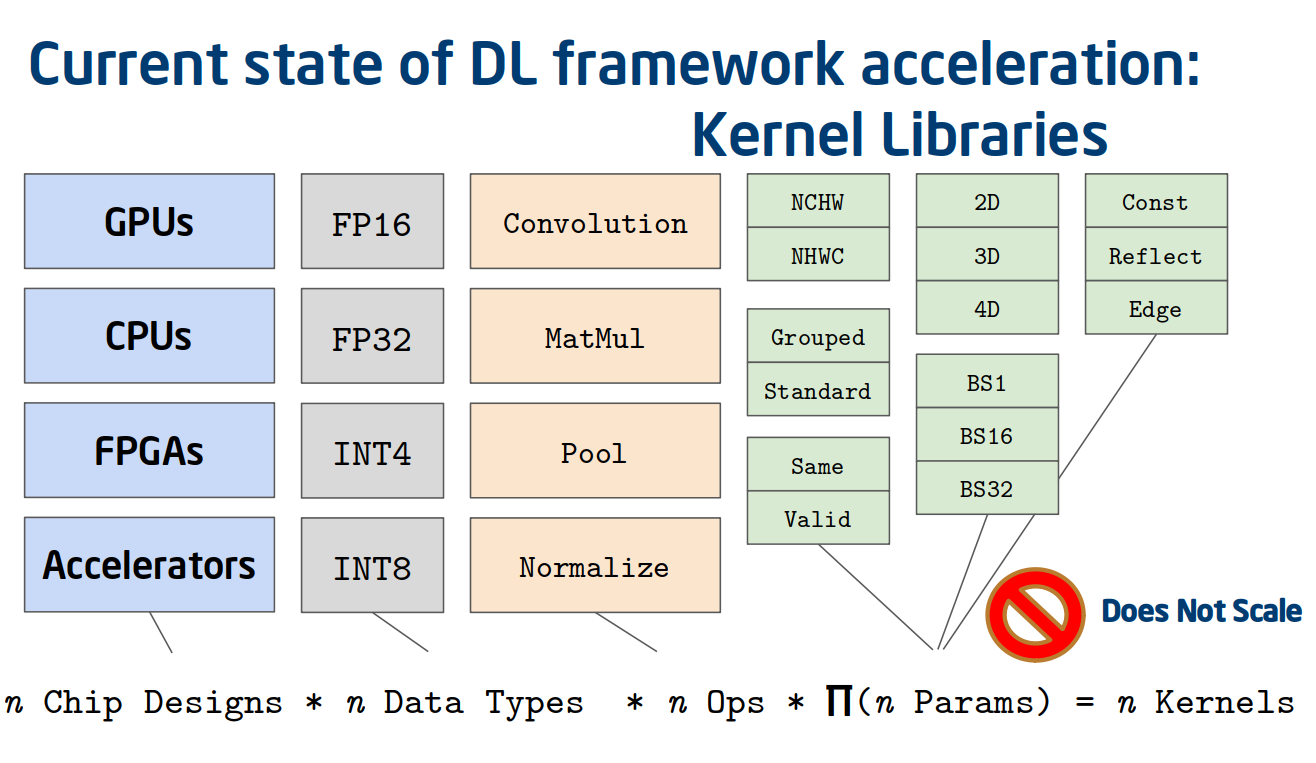 Current state of DL framework acceleration:
Kernel Libraries
GPUs
CPUs
FPGAs
Accelerators
FP16
FP32
INT4
INT8
Convolution
MatMul
Pool
Normalize
NCHW
NHWC
Grouped
Standard
Same
Valid
2D
3D
4D
BS1
BS16
BS32
Const
Reflect
Edge
Does Not Scale
n Chip Designs * n Data Types * n Ops * Π(n Params) = n Kernels